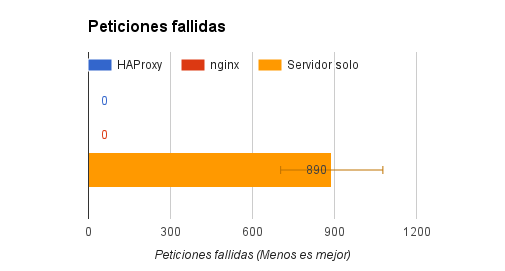 Peticiones fallidas
HAProxy nginx Servidor solo
0
0
890
0 300 600 900 1200
Peticiones fallidas (Menos es mejor)